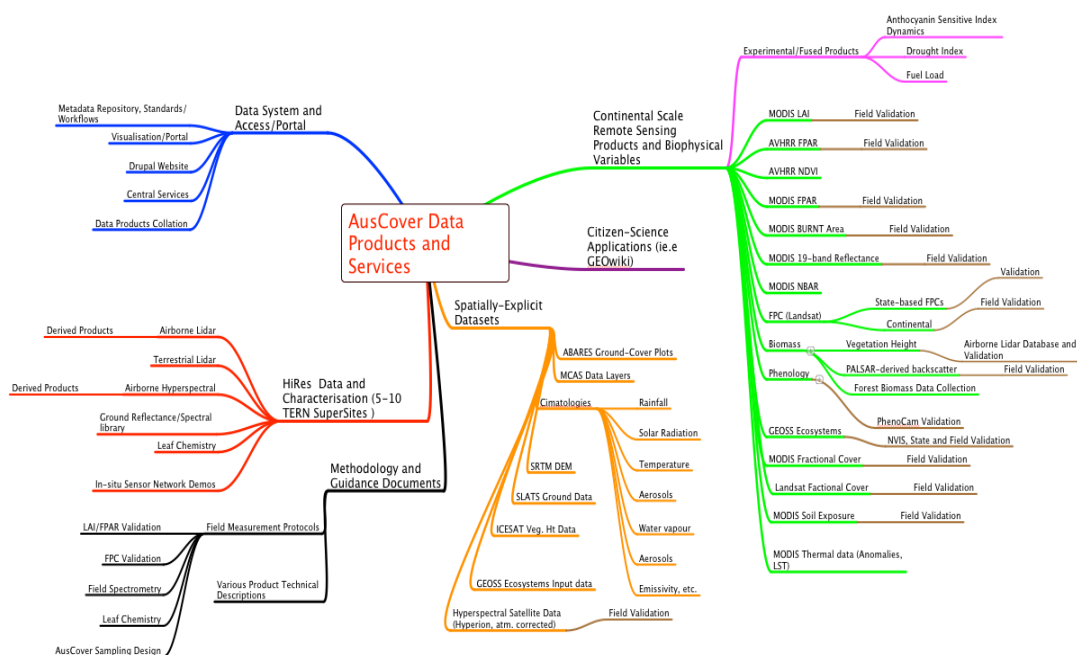 AusCover Data
Products and
Services
Data System and
Access/Portal
Metadata Repository, Standards/
Workflows
Visualisation/Portal
Drupal Website
Central Services
Data Products Collation
HiRes Data and
Characterisation (5-10
TERN SuperSites )
Airborne Lidar
Derived Products
Terrestrial Lidar
Airborne Hyperspectral
Derived Products
Ground Reflectance/Spectral
library
Leaf Chemistry
In-situ Sensor Network Demos
Methodology and
Guidance Documents
Field Measurement Protocols
LAI/FPAR Validation
FPC Validation
Field Spectrometry
Leaf Chemistry
AusCover Sampling Design
Various Product Technical
Descriptions
Spatially-Explicit
Datasets
ABARES Ground-Cover Plots
MCAS Data Layers
Cimatologies
Rainfall
Solar Radiation
Temperature
Aerosols
Water vapour
Aerosols
Emissivity, etc.
SRTM DEM
SLATS Ground Data
ICESAT Veg. Ht Data
GEOSS Ecosystems Input data
Hyperspectral Satellite Data
(Hyperion, atm. corrected)
Field Validation
Citizen-Science
Applications (ie.e
GEOwiki)
Continental Scale
Remote Sensing
Products and Biophysical
Variables
Experimental/Fused Products
Anthocyanin Sensitive Index
Dynamics
Drought Index
Fuel Load
MODIS LAI
Field Validation
AVHRR FPAR
Field Validation
AVHRR NDVI
MODIS FPAR
Field Validation
MODIS BURNT Area
Field Validation
MODIS 19-band Reflectance
Field Validation
MODIS NBAR
FPC (Landsat)
State-based FPCs
Validation
Continental
Field Validation
Biomass
Vegetation Height
Airborne Lidar Database and
Validation
PALSAR-derived backscatter
Field Validation
Forest Biomass Data Collection
Phenology
PhenoCam Validation
GEOSS Ecosystems
NVIS, State and Field Validation
MODIS Fractional Cover
Field Validation
Landsat Factional Cover
Field Validation
MODIS Soil Exposure
Field Validation
MODIS Thermal data (Anomalies,
LST)